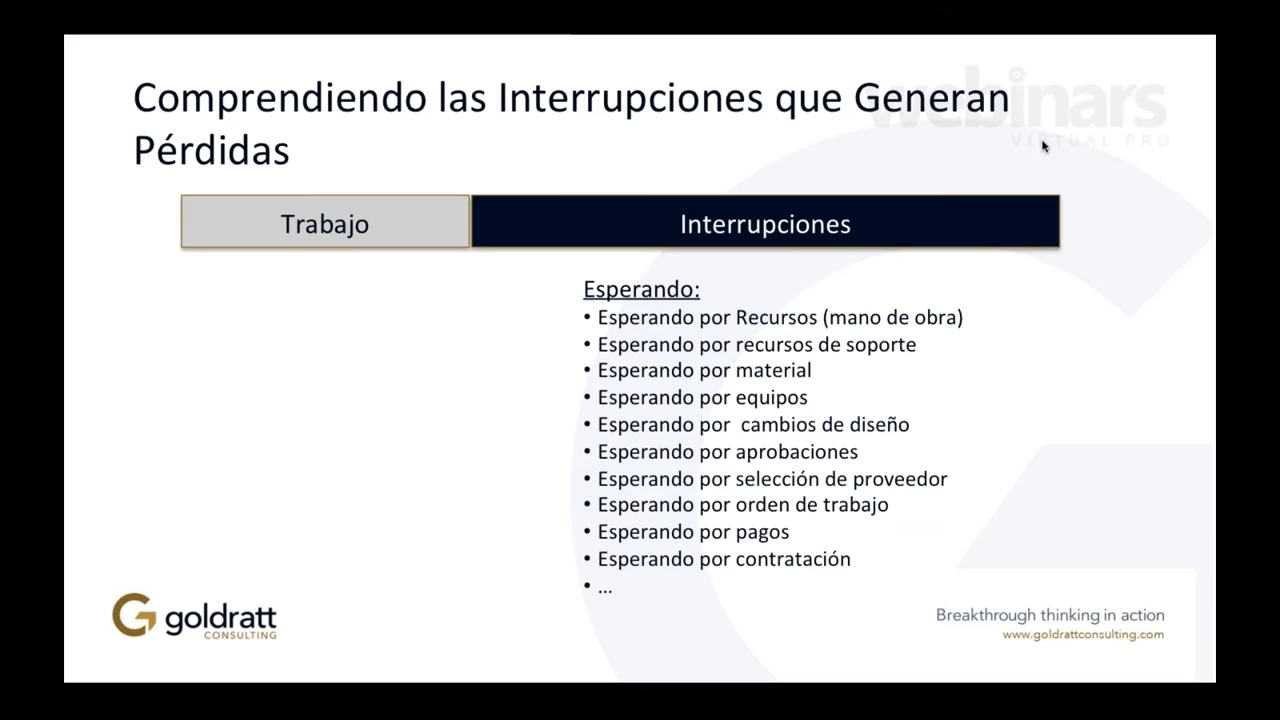 webinars
VIRTUAL PRO
Comprendiendo las Interrupciones que Generan
Pérdidas
Trabajo
Interrupciones
Esperando:
• Esperando por Recursos (mano de obra)
• Esperando por recursos de soporte
• Esperando por material
• Esperando por equipos
• Esperando por  cambios de diseño
• Esperando por aprobaciones
• Esperando por selección de proveedor
• Esperando por orden de trabajo
• Esperando por pagos
• Esperando por contratación
• ...
goldratt
CONSULTING
Breakthrough thinking in action
www.goldrattconsulting.com